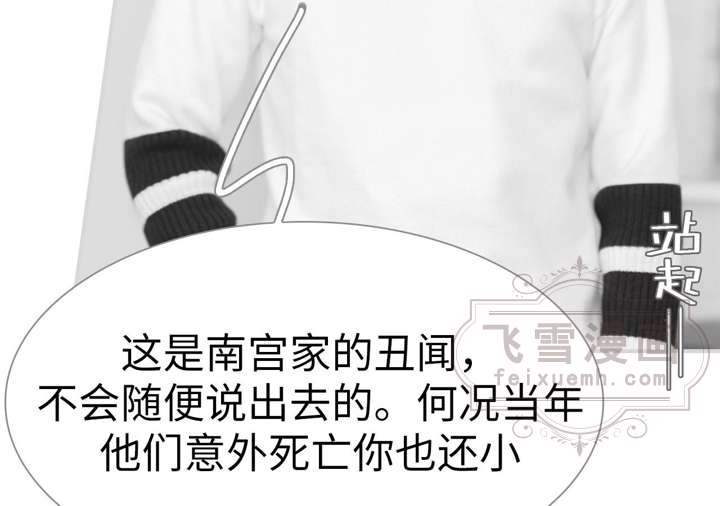 站起
飞雪漫画
feixuemh.com
这是南宫家的丑闻，
不会随便说出去的。何况当年
他们意外死亡你也还小